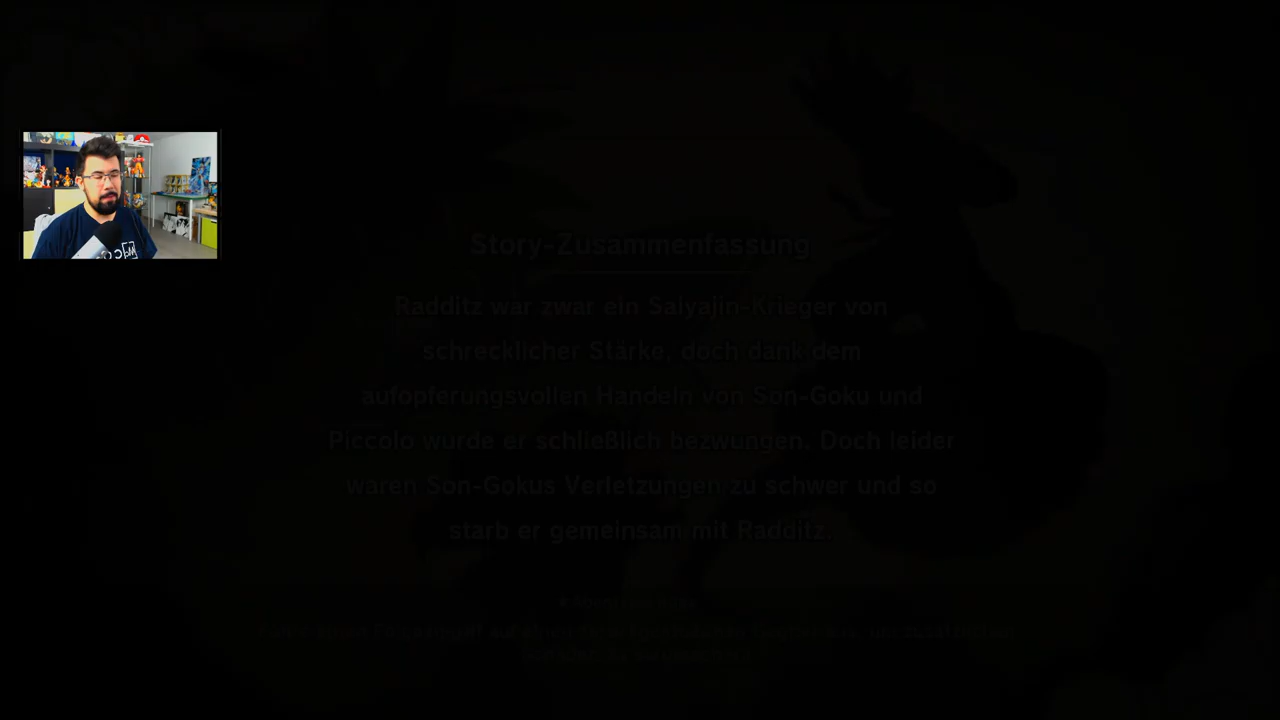 Story-Zusammenfassung
Radditz war zwar ein Saiyajin-Krieger von
schrecklicher Stärke, doch dank dem
aufopferungsvollen Handeln von Son-Goku und
Piccolo wurde er schließlich bezwungen. Doch leider
waren Son-Gokus Verletzungen zu schwer und so
starb er gemeinsam mit Radditz.